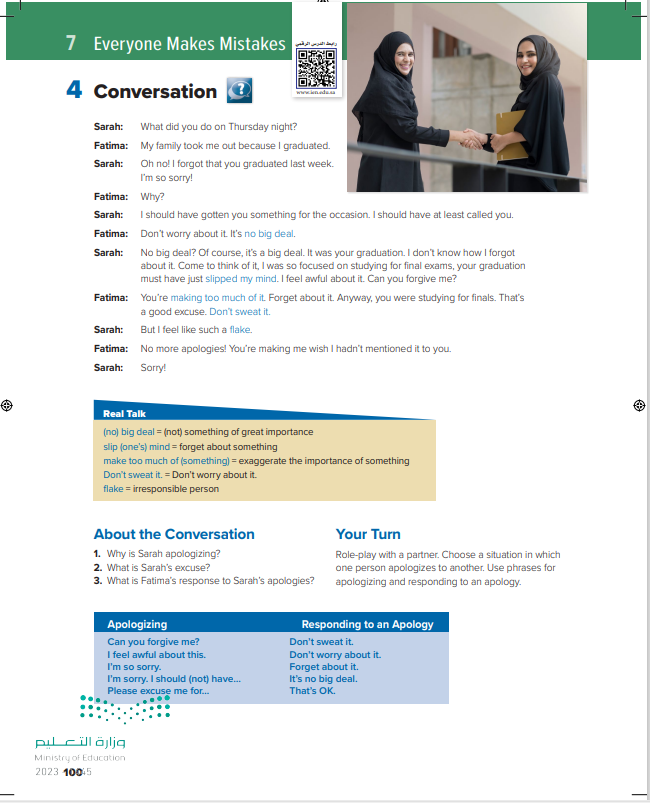 7 Everyone Makes Mistakes
رابط الدرس الرقمي
www.ien.edu.sa
4 Conversation
Sarah: What did you do on Thursday night?
Fatima: My family took me out because I graduated.
Sarah: Oh no! I forgot that you graduated last week.
I'm so sorry!
Fatima: Why?
Sarah: I should have gotten you something for the occasion. I should have at least called you.
Fatima: Don't worry about it. It's no big deal.
Sarah: No big deal? Of course, it's a big deal. It was your graduation. I don't know how I forgot
about it. Come to think of it, I was so focused on studying for final exams, your graduation
must have just slipped my mind. I feel awful about it. Can you forgive me?
Fatima: You're making too much of it. Forget about it. Anyway, you were studying for finals. That's
a good excuse. Don't sweat it.
Sarah: But I feel like such a flake.
Fatima: No more apologies! You're making me wish I hadn't mentioned it to you.
Sarah: Sorry!
Real Talk
(no) big deal = (not) something of great importance
slip (one's) mind = forget about something
make too much of (something) = exaggerate the importance of something
Don't sweat it. = Don't worry about it.
flake = irresponsible person
About the Conversation
1. Why is Sarah apologizing?
2. What is Sarah's excuse?
3. What is Fatima's response to Sarah's apologies?
Your Turn
Role-play with a partner. Choose a situation in which
one person apologizes to another. Use phrases for
apologizing and responding to an apology.
Apologizing Responding to an Apology
Can you forgive me? Don't sweat it.
I feel awful about this. Don't worry about it.
I'm so sorry. Forget about it.
I'm sorry. I should (not) have... It's no big deal.
Please excuse me for... That's OK.
وزارة التعليم
Ministry of Education
2023 100 45